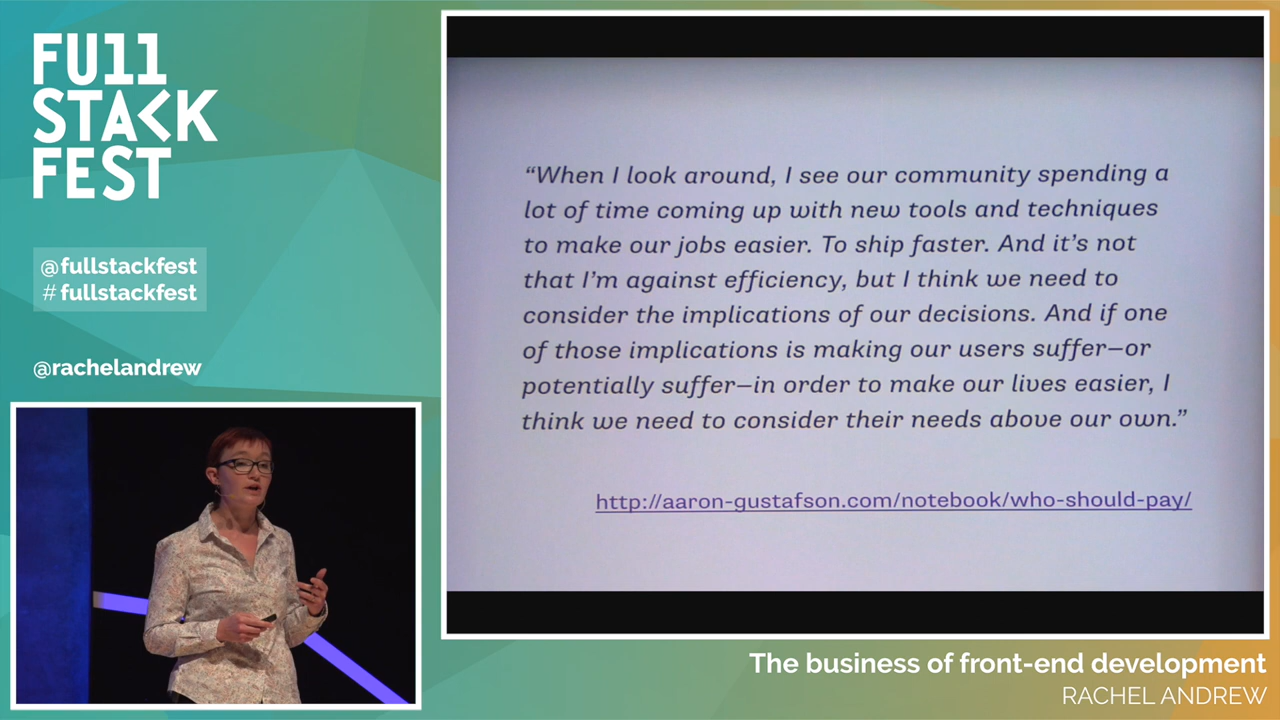 FU11
STACK
FEST
@fullstackfest
# fullstackfest
@rachelandrew
“When I look around, I see our community spending a
lot of time coming up with new tools and techniques
to make our jobs easier. To ship faster. And it’s not
that I’m against efficiency, but I think we need to
consider the implications of our decisions. And if one
of those implications is making our users suffer—or
potentially suffer—in order to make our lives easier, I
think we need to consider their needs above our own.”
http://aaron-gustafson.com/notebook/who-should-pay/
The business of front-end development
RACHEL ANDREW